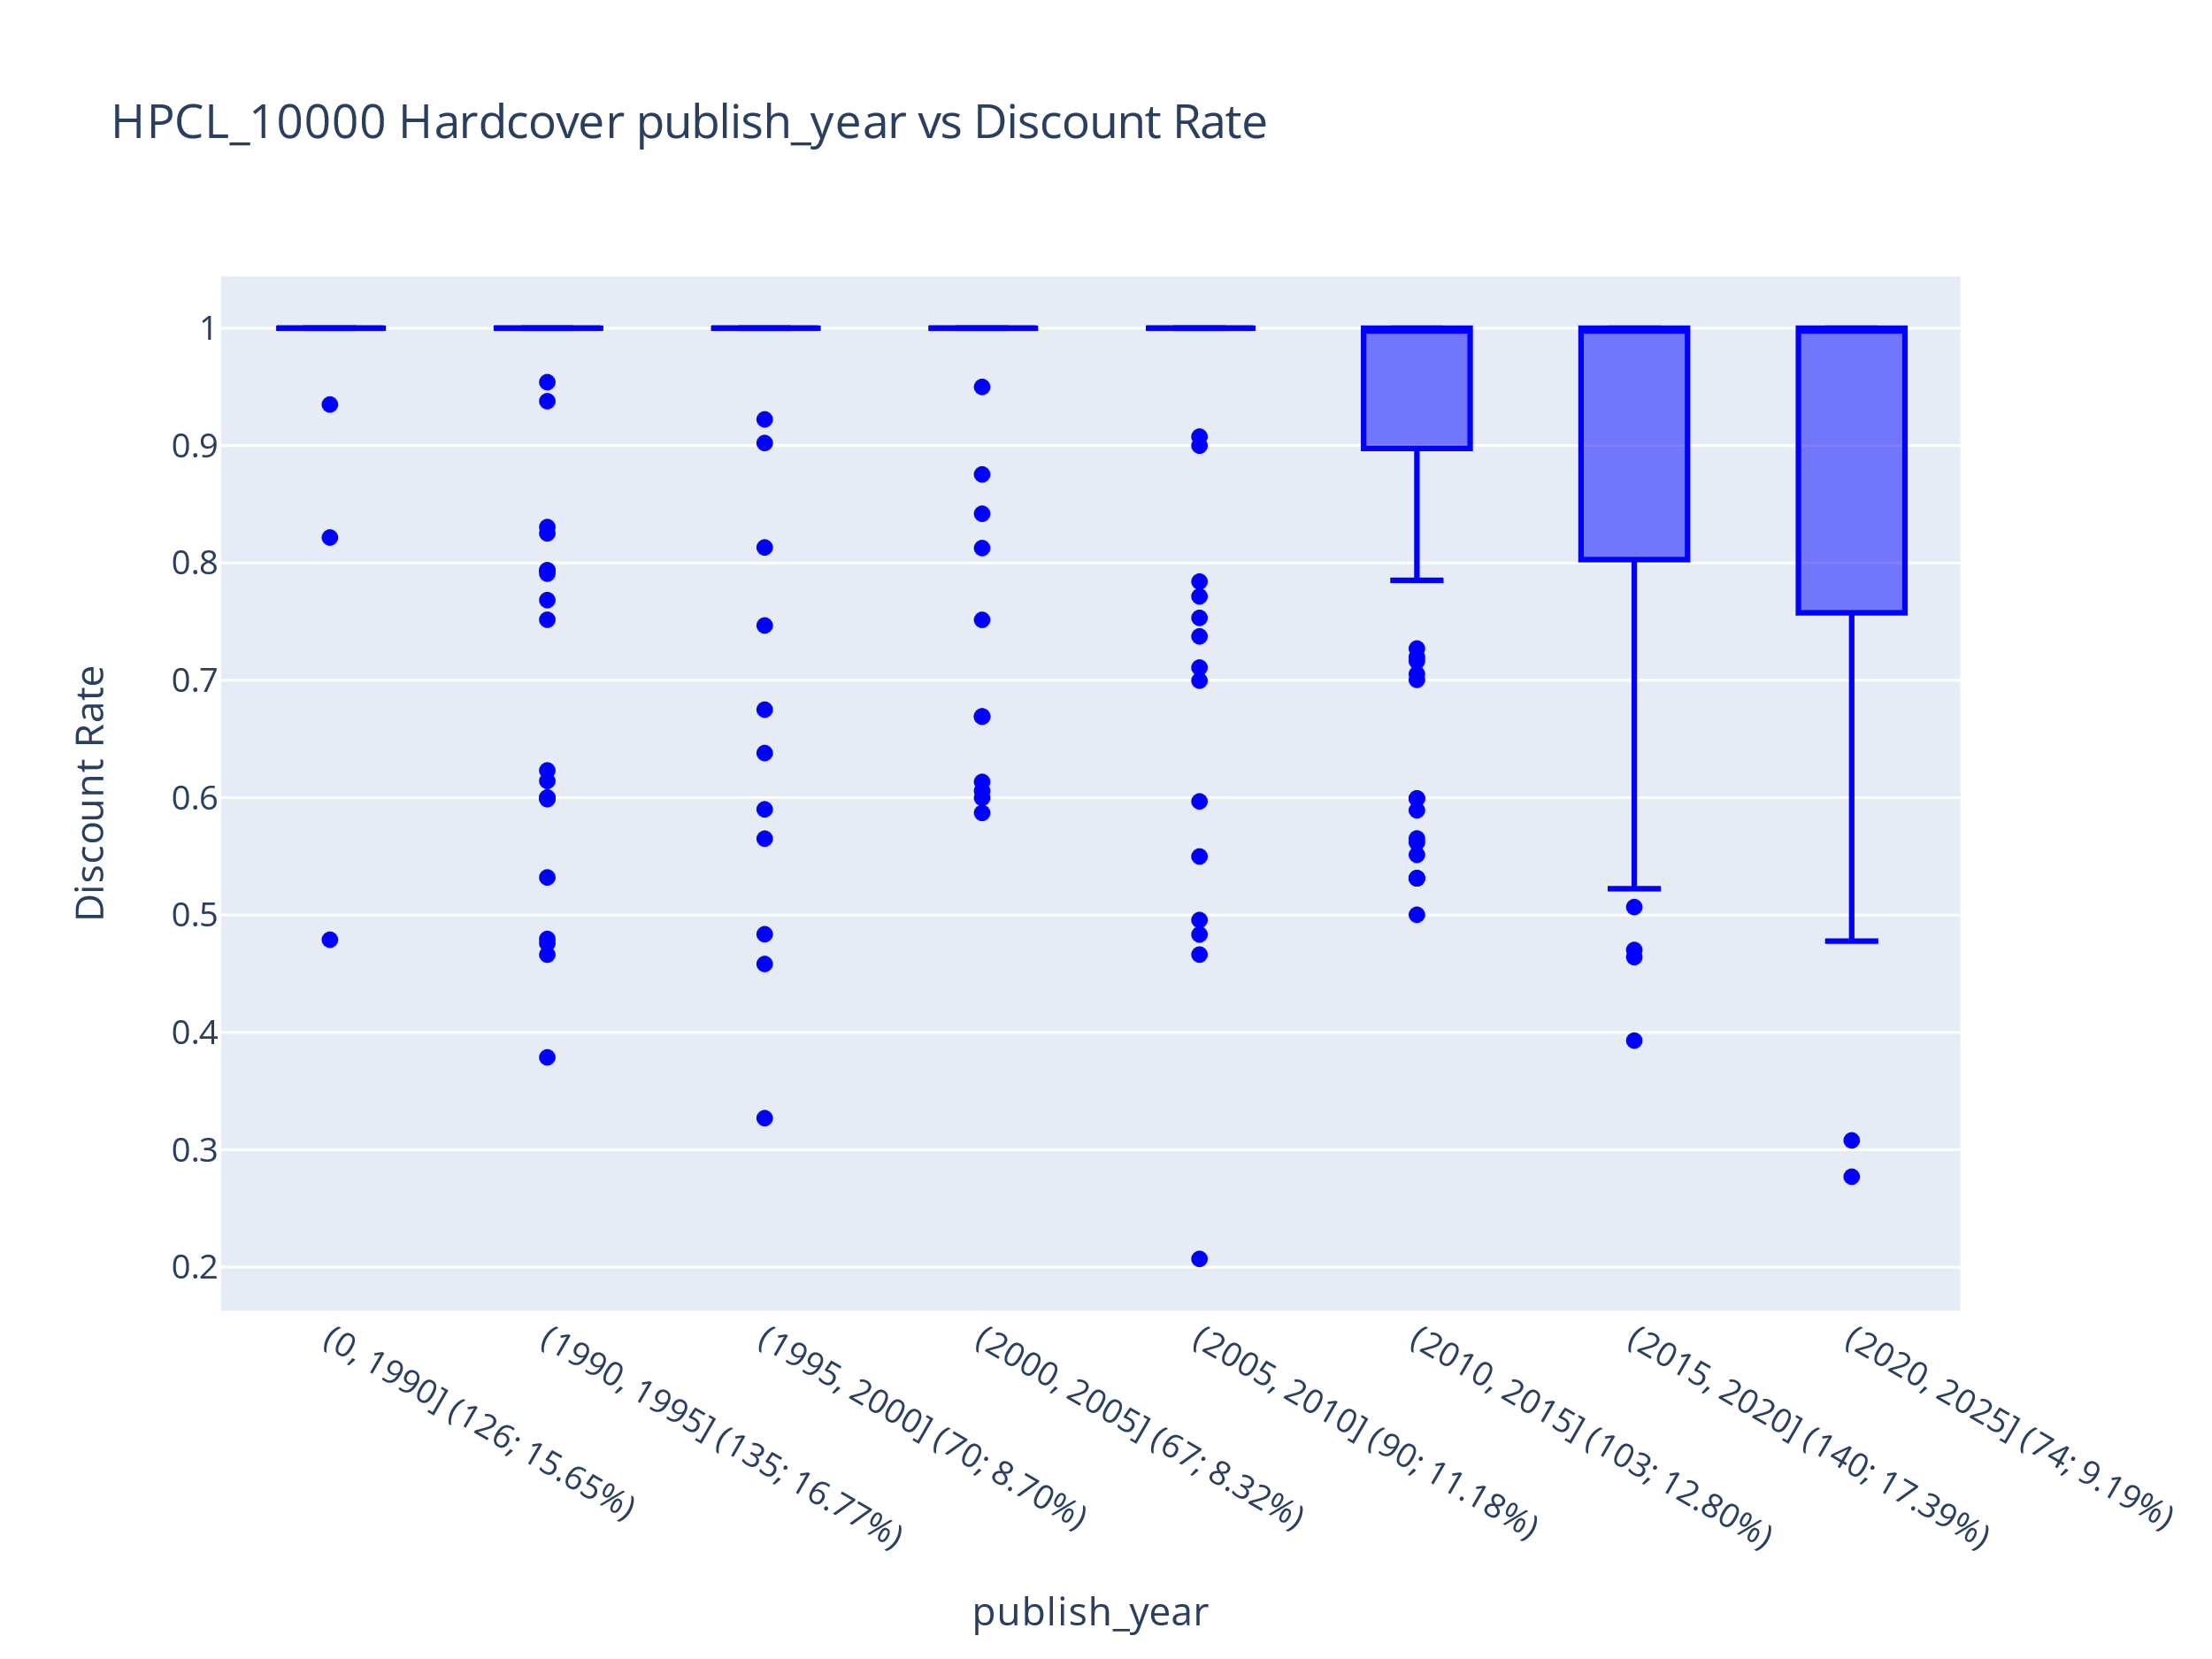 HPCL_10000 Hardcover publish_year vs Discount Rate
1
0.9
0.8
0.7
0.6
0.5
0.4
0.3
0.2
Discount Rate
(0, 1990] (126; 15.65%)
(1990, 1995] (135; 16.77%)
(1995, 2000] (70; 8.70%)
(2000, 2005] (67; 8.32%)
(2005, 2010] (90; 11.18%)
(2010, 2015] (103; 12.80%)
(2015, 2020] (140; 17.39%)
(2020, 2025] (74; 9.19%)
publish_year